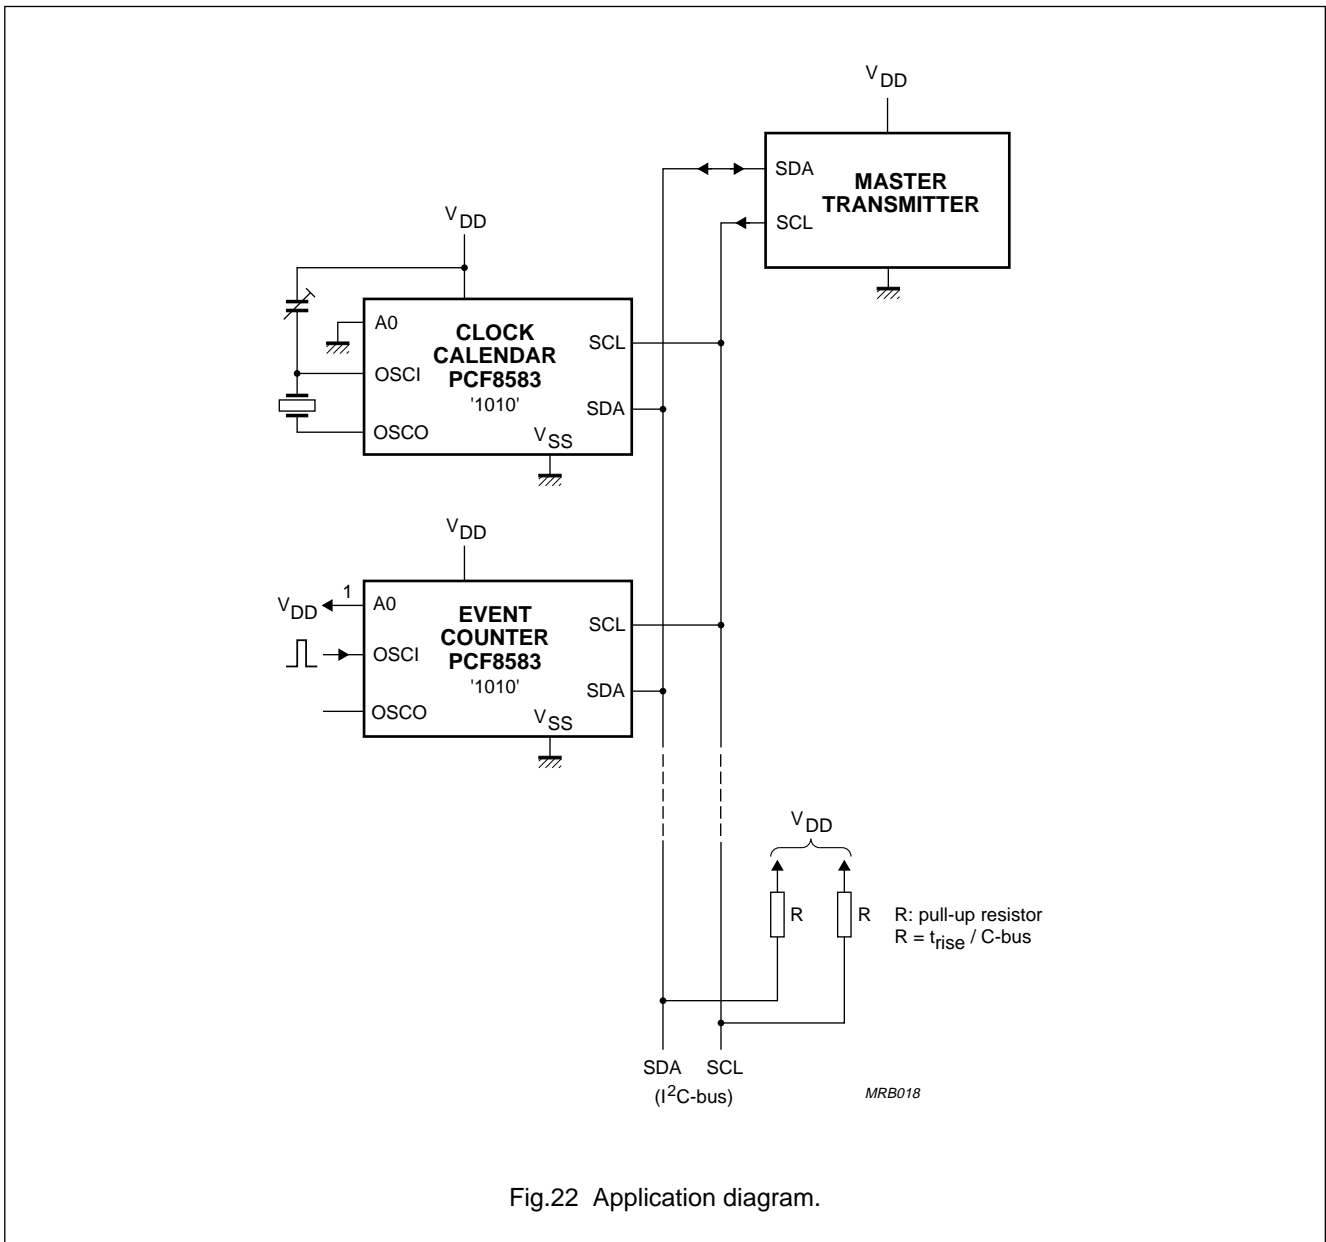 VDD
SDA
MASTER
TRANSMITTER
SCL
VDD
A0
CLOCK
CALENDAR
PCF8583
'1010'
SCL
OSCI
SDA
OSCO
VSS
VDD
VDD
1
A0
EVENT
COUNTER
PCF8583
'1010'
SCL
OSCI
SDA
OSCO
VSS
VDD
R
R
R: pull-up resistor
R = trise / C-bus
SDA SCL
(I2C-bus)
MRB018
Fig.22 Application diagram.